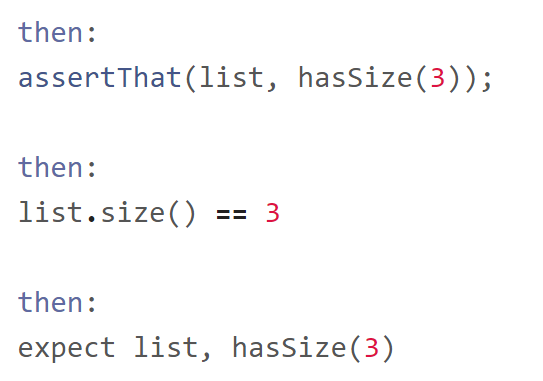 then:
assertThat(list, hasSize(3));
then:
list.size() == 3
then:
expect list, hasSize(3)